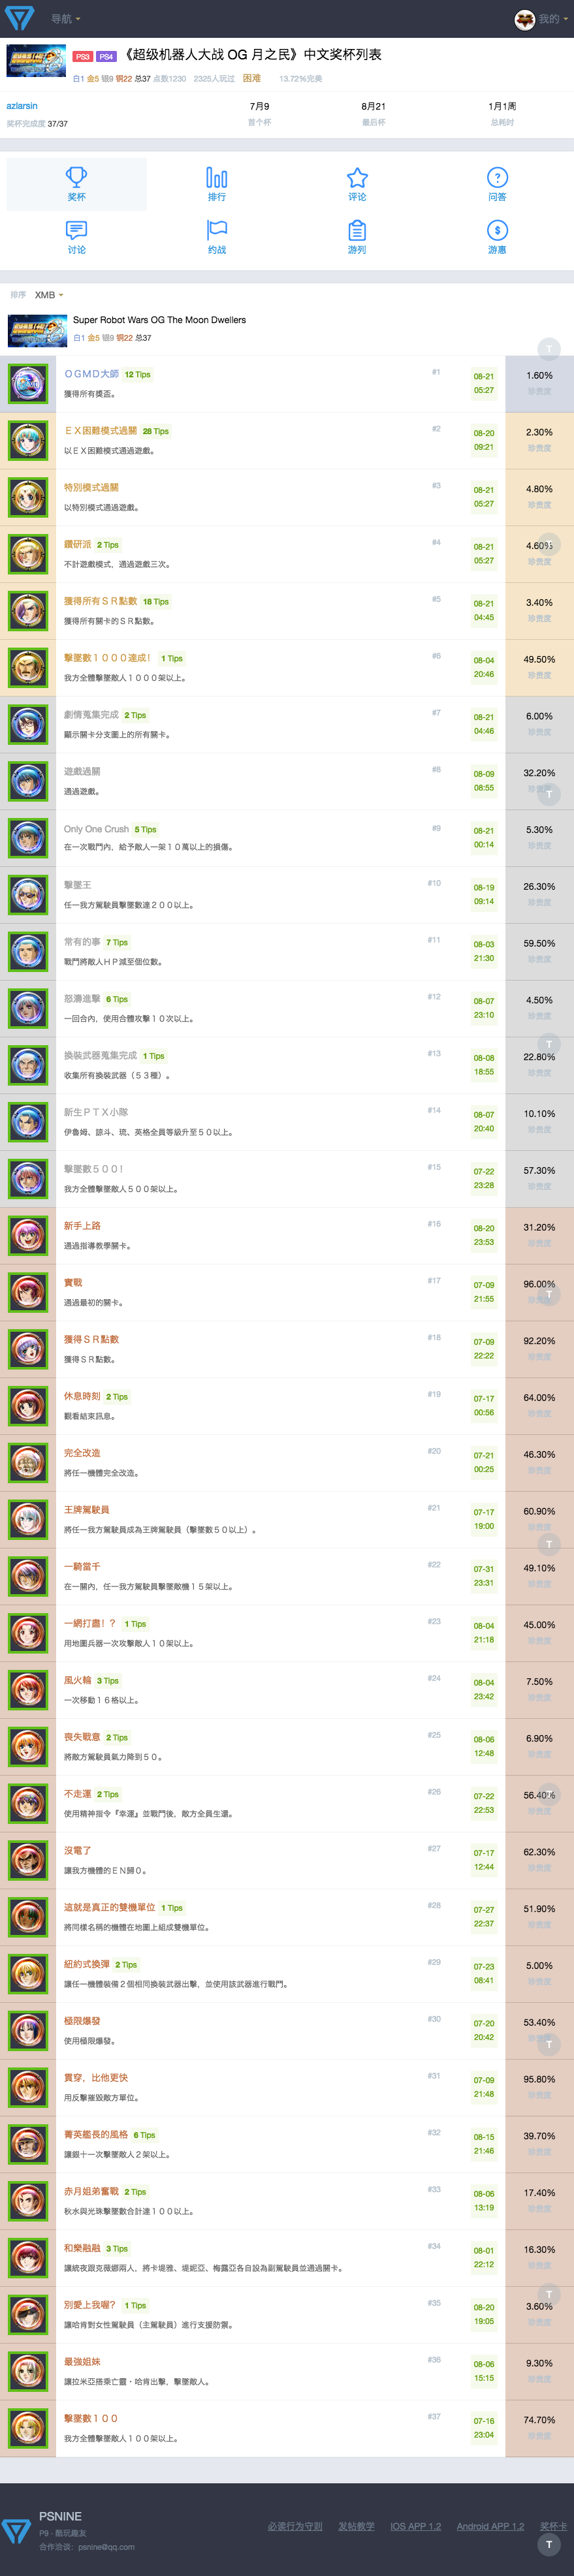 导航 我的
PS3 PS4 《超级机器人大战 OG 月之民》中文奖杯列表
白1 金5 银9 铜22 总37 点数1230 2325人玩过 困难 13.72%完美
azlarsin 7月9 8月21 1月1周
奖杯完成度 37/37 首个杯 最后杯 总耗时
奖杯 排行 评论 问答
讨论 约战 游列 游惠
排序 XMB
Super Robot Wars OG The Moon Dwellers
白1 金5 银9 铜22 总37
T
ＯＧＭＤ大師 12 Tips #1 08-21 05:27 1.60%
獲得所有獎盃。 珍贵度
ＥＸ困難模式過關 28 Tips #2 08-20 09:21 2.30%
以ＥＸ困難模式通過遊戲。 珍贵度
特別模式過關 #3 08-21 05:27 4.80%
以特別模式通過遊戲。 珍贵度
鑽研派 2 Tips #4 08-21 05:27 4.60%
不計遊戲模式，通過遊戲三次。 珍贵度
獲得所有ＳＲ點數 18 Tips #5 08-21 04:45 3.40%
獲得所有關卡的ＳＲ點數。 珍贵度
擊墜數１０００達成！ 1 Tips #6 08-04 20:46 49.50%
我方全體擊墜敵人１０００架以上。 珍贵度
劇情蒐集完成 2 Tips #7 08-21 04:46 6.00%
顯示關卡分支圖上的所有關卡。 珍贵度
遊戲過關 #8 08-09 08:55 32.20%
通過遊戲。 珍贵度
T
Only One Crush 5 Tips #9 08-21 00:14 5.30%
在一次戰鬥內，給予敵人一架１０萬以上的損傷。 珍贵度
擊墜王 #10 08-19 09:14 26.30%
任一我方駕駛員擊墜數達２００以上。 珍贵度
常有的事 7 Tips #11 08-03 21:30 59.50%
戰鬥將敵人ＨＰ減至個位數。 珍贵度
怒濤進擊 6 Tips #12 08-07 23:10 4.50%
一回合內，使用合體攻擊１０次以上。 珍贵度
T
換裝武器蒐集完成 1 Tips #13 08-08 18:55 22.80%
收集所有換裝武器（５３種）。 珍贵度
新生ＰＴＸ小隊 #14 08-07 20:40 10.10%
伊魯姆、諒斗、琉、英格全員等級升至５０以上。 珍贵度
擊墜數５００！ #15 07-22 23:28 57.30%
我方全體擊墜敵人５００架以上。 珍贵度
新手上路 #16 08-20 23:53 31.20%
通過指導教學關卡。 珍贵度
實戰 #17 07-09 21:55 96.00%
通過最初的關卡。 珍贵度
T
獲得ＳＲ點數 #18 07-09 22:22 92.20%
獲得ＳＲ點數。 珍贵度
休息時刻 2 Tips #19 07-17 00:56 64.00%
觀看結束訊息。 珍贵度
完全改造 #20 07-21 00:25 46.30%
將任一機體完全改造。 珍贵度
王牌駕駛員 #21 07-17 19:00 60.90%
將任一我方駕駛員成為王牌駕駛員（擊墜數５０以上）。 珍贵度
T
一騎當千 #22 07-31 23:31 49.10%
在一關內，任一我方駕駛員擊墜敵機１５架以上。 珍贵度
一網打盡！？ 1 Tips #23 08-04 21:18 45.00%
用地圖兵器一次攻擊敵人１０架以上。 珍贵度
風火輪 3 Tips #24 08-04 23:42 7.50%
一次移動１６格以上。 珍贵度
喪失戰意 2 Tips #25 08-06 12:48 6.90%
將敵方駕駛員氣力降到５０。 珍贵度
不走運 2 Tips #26 07-22 22:53 56.40%
使用精神指令『幸運』並戰鬥後，敵方全員生還。 珍贵度
沒電了 #27 07-17 12:44 62.30%
讓我方機體的ＥＮ歸０。 珍贵度
這就是真正的雙機單位 1 Tips #28 07-27 22:37 51.90%
將同樣名稱的機體在地圖上組成雙機單位。 珍贵度
紐約式換彈 2 Tips #29 07-23 08:41 5.00%
讓任一機體裝備２個相同換裝武器出擊，並使用該武器進行戰鬥。 珍贵度
極限爆發 #30 07-20 20:42 53.40%
使用極限爆發。 珍贵度
T
貫穿，比他更快 #31 07-09 21:48 95.80%
用反擊摧毀敵方單位。 珍贵度
菁英艦長的風格 6 Tips #32 08-15 21:46 39.70%
讓銀十一次擊墜敵人２架以上。 珍贵度
赤月姐弟奮戰 2 Tips #33 08-06 13:19 17.40%
秋水與光珠擊墜數合計達１００以上。 珍贵度
和樂融融 3 Tips #34 08-01 22:12 16.30%
讓統夜跟克薇娜兩人，將卡堤雅、堤妮亞、梅露亞各自設為副駕駛員並通過關卡。 珍贵度
T
別愛上我喔？ 1 Tips #35 08-20 19:05 3.60%
讓哈肯對女性駕駛員（主駕駛員）進行支援防禦。 珍贵度
最強姐妹 #36 08-06 15:15 9.30%
讓拉米亞搭乘亡靈・哈肯出擊，擊墜敵人。 珍贵度
擊墜數１００ #37 07-16 23:04 74.70%
我方全體擊墜敵人１００架以上。 珍贵度
PSNINE
P9 · 酷玩趣友
合作洽谈：psnine@qq.com
必读行为守则 发帖教学 IOS APP 1.2 Android APP 1.2 奖杯卡
T